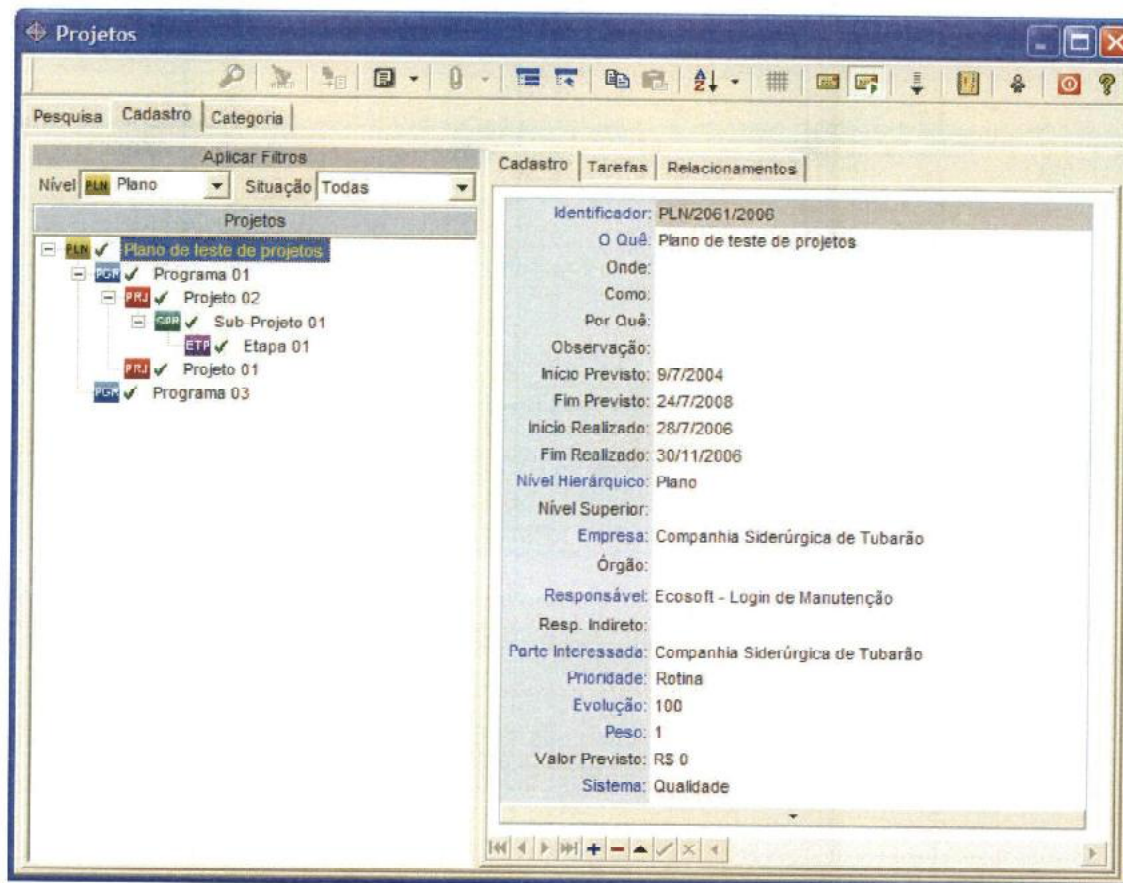 Projetos
Pesquisa Cadastro Categoria
Aplicar Filtros
Nível PLN Plano Situação Todas
Projetos
PLN Plano de teste de projetos
PGR Programa 01
PRJ Projeto 02
Sub-Projeto 01
ETP Etapa 01
PRJ Projeto 01
PGR Programa 03
Cadastro Tarefas Relacionamentos
Identificador: PLN/2061/2006
O Quê: Plano de teste de projetos
Onde:
Como:
Por Quê:
Observação:
Início Previsto: 9/7/2004
Fim Previsto: 24/7/2008
Início Realizado: 28/7/2006
Fim Realizado: 30/11/2006
Nível Hierárquico: Plano
Nível Superior:
Empresa: Companhia Siderúrgica de Tubarão
Órgão:
Responsável: Ecosoft - Login de Manutenção
Resp. Indireto:
Parte Interessada: Companhia Siderúrgica de Tubarão
Prioridade: Rotina
Evolução: 100
Peso: 1
Valor Previsto: R$ 0
Sistema: Qualidade